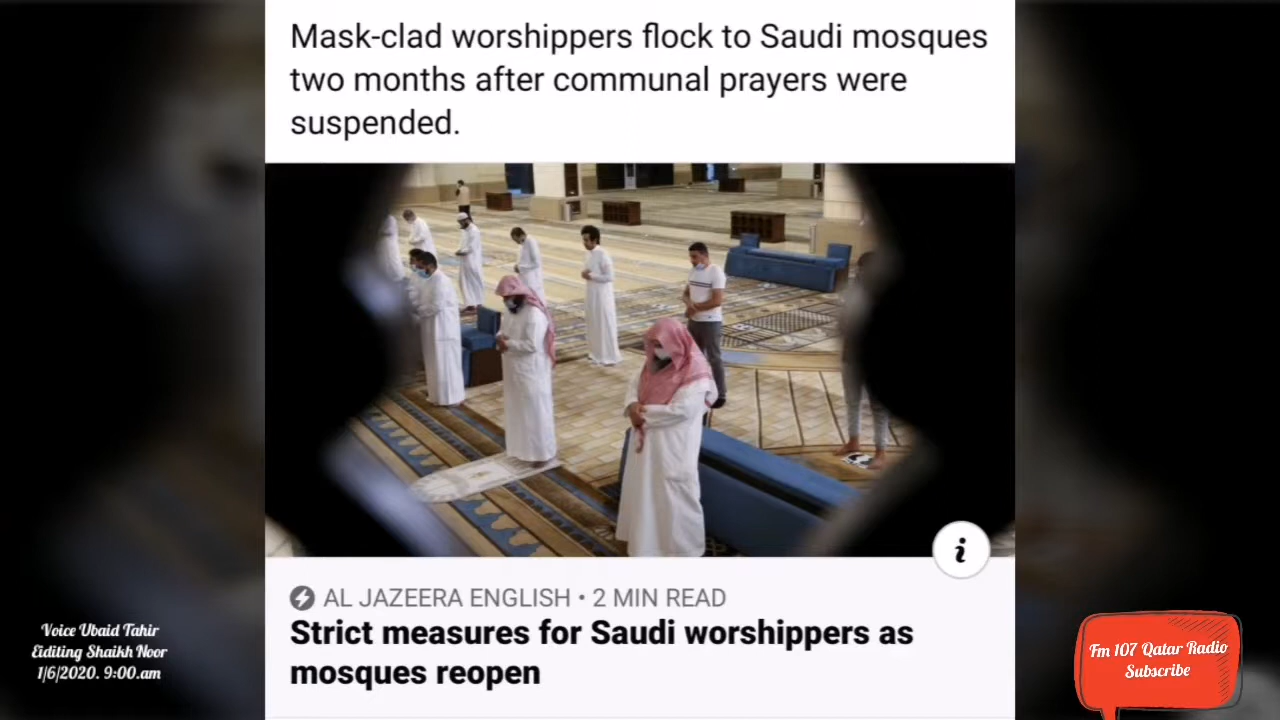 Mask-clad worshippers flock to Saudi mosques
two months after communal prayers were
suspended.
i
AL JAZEERA ENGLISH • 2 MIN READ
Strict measures for Saudi worshippers as
mosques reopen
Voice Ubaid Tahir
Eiditing Shaikh Noor
1/6/2020. 9:00.am
Fm 107 Qatar Radio
Subscribe